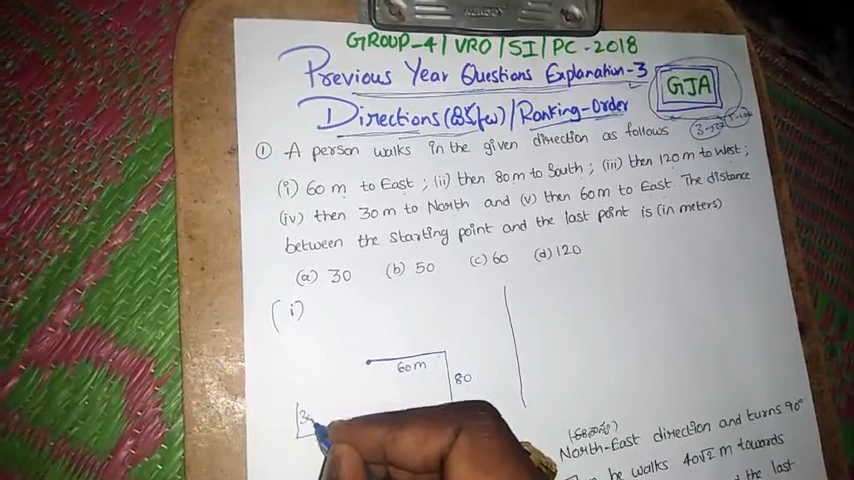 GROUP-4 / VRO / SI / PC - 2018
Previous Year Questions Explanation-3
GJA
Directions ( ) / Ranking-Order
① A person walks in the given direction as follows
(i) 60 m to East ; (ii) then 80 m to South ; (iii) then 120 m to West ;
(iv) then 30 m to North and (v) then 60 m to East. The distance
between the starting point and the last point is (in meters)
(a) 30 (b) 50 (c) 60 (d) 120
(i)
60m
80
North-East direction and turns 90°
he walks 40√2 m towards
the last